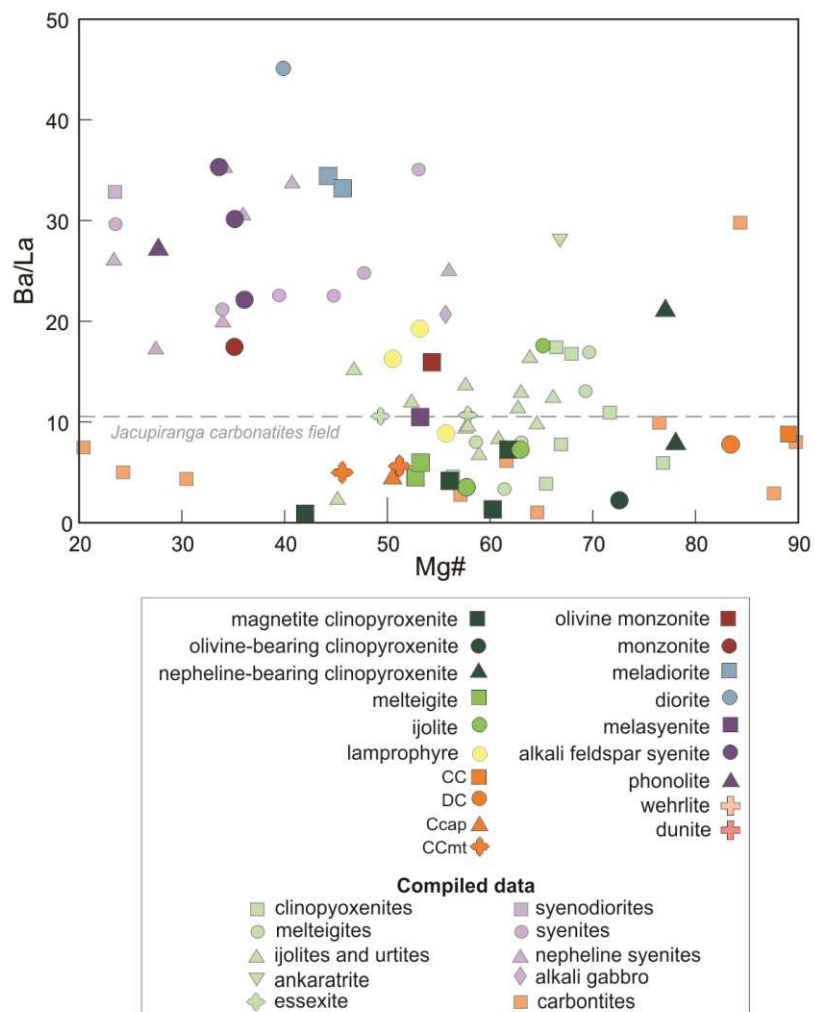 50
40
30
20
10
0
Ba/La
Jacupiranga carbonatites field
20 30 40 50 60 70 80 90
Mg#
magnetite clinopyroxenite
olivine-bearing clinopyroxenite
nepheline-bearing clinopyroxenite
melteigite
ijolite
lamprophyre
CC
DC
Ccap
CCmt
olivine monzonite
monzonite
meladiorite
diorite
melasyenite
alkali feldspar syenite
phonolite
wehrlite
dunite
Compiled data
clinopyoxenites
melteigites
ijolites and urtites
ankaratrite
essexite
syenodiorites
syenites
nepheline syenites
alkali gabbro
carbontites